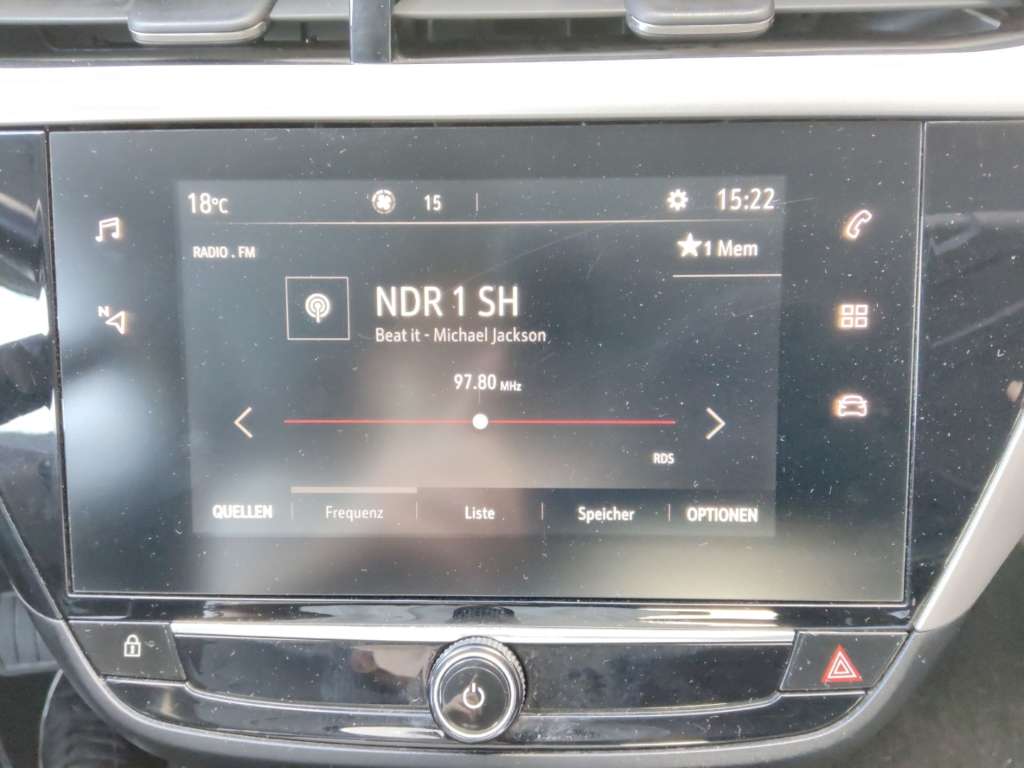 18°C 15 15:22
RADIO . FM
1 Mem
NDR 1 SH
Beat it - Michael Jackson
97.80 MHz
RDS
QUELLEN Frequenz Liste Speicher OPTIONEN
N